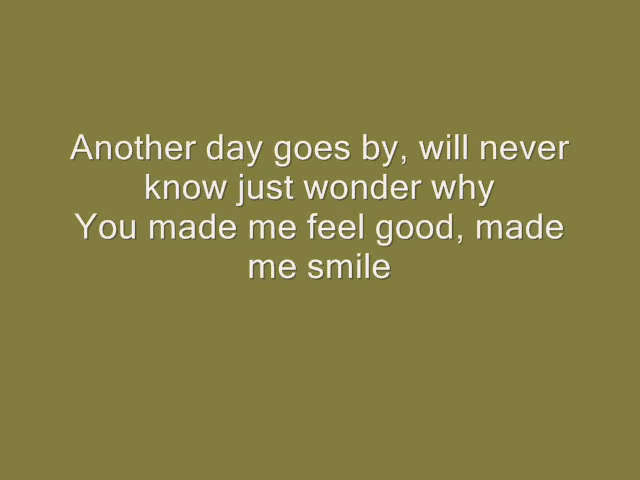 Another day goes by, will never
know just wonder why
You made me feel good, made
me smile